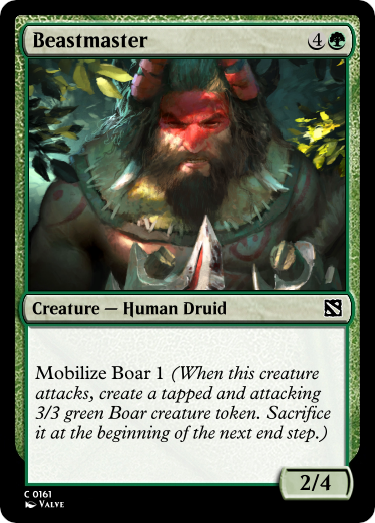 Beastmaster 4
Creature — Human Druid
Mobilize Boar 1 (When this creature
attacks, create a tapped and attacking
3/3 green Boar creature token. Sacrifice
it at the beginning of the next end step.)
2/4
C 0161
Valve